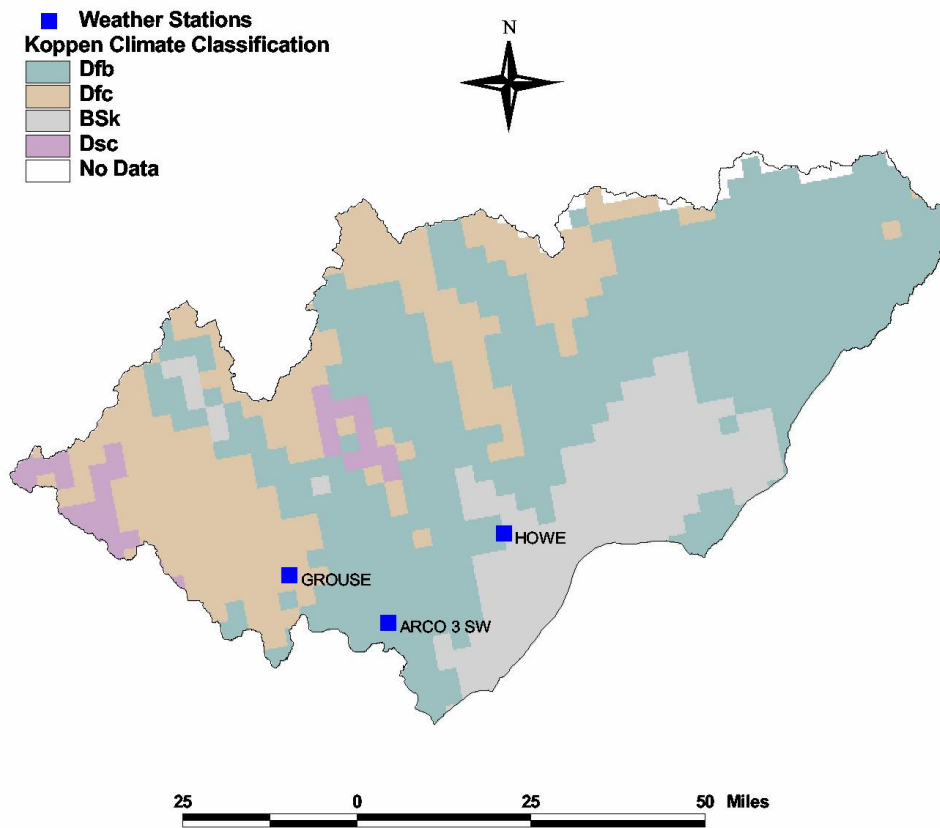 Weather Stations
Koppen Climate Classification
Dfb
Dfc
BSk
Dsc
No Data
N
HOWE
GROUSE
ARCO 3 SW
25 0 25 50 Miles